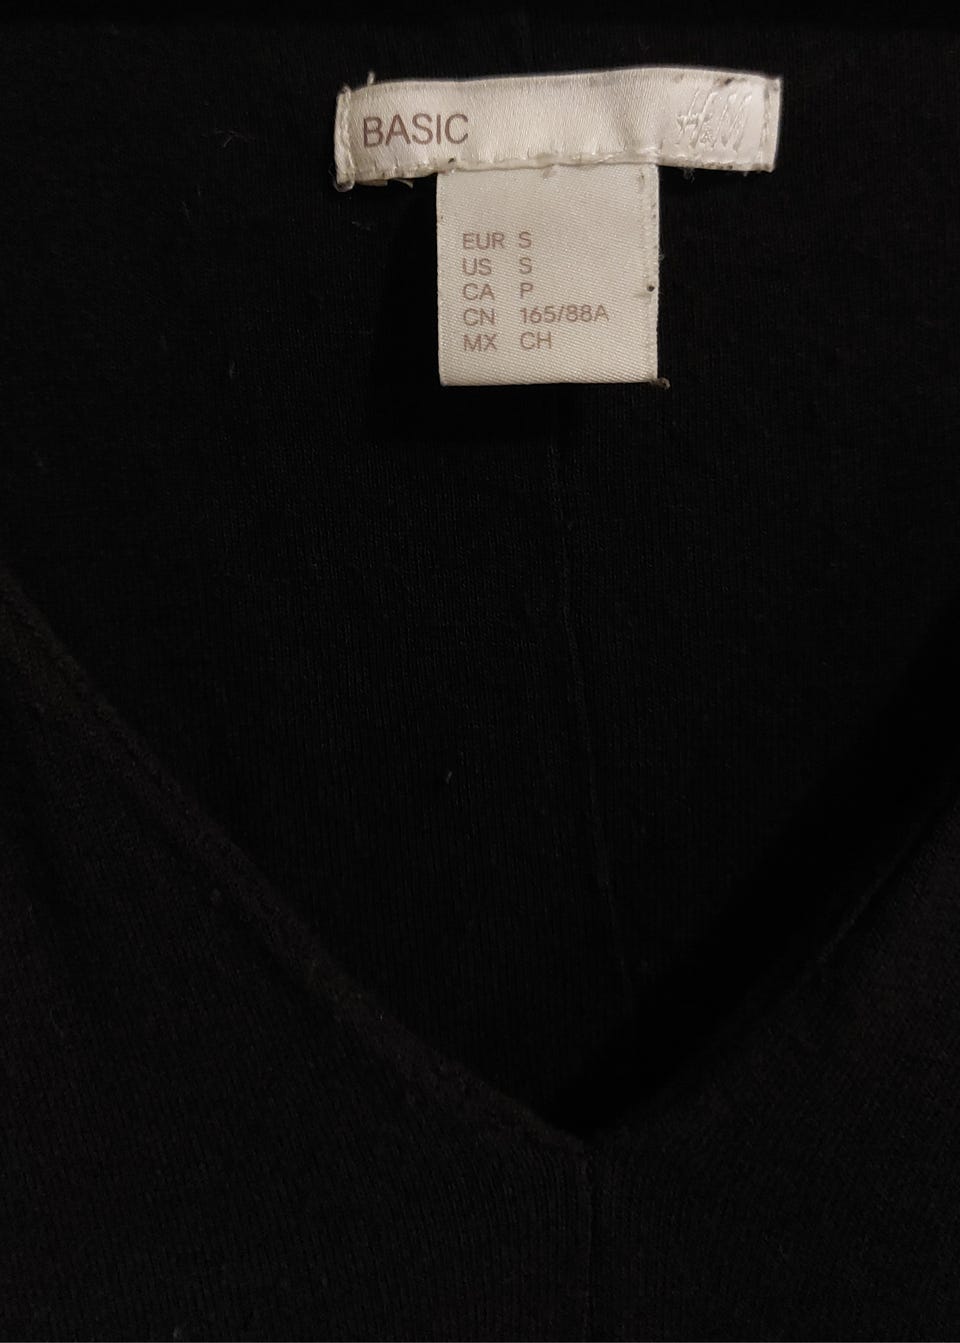 BASIC H&M
EUR S
US S
CA P
CN 165/88A
MX CH